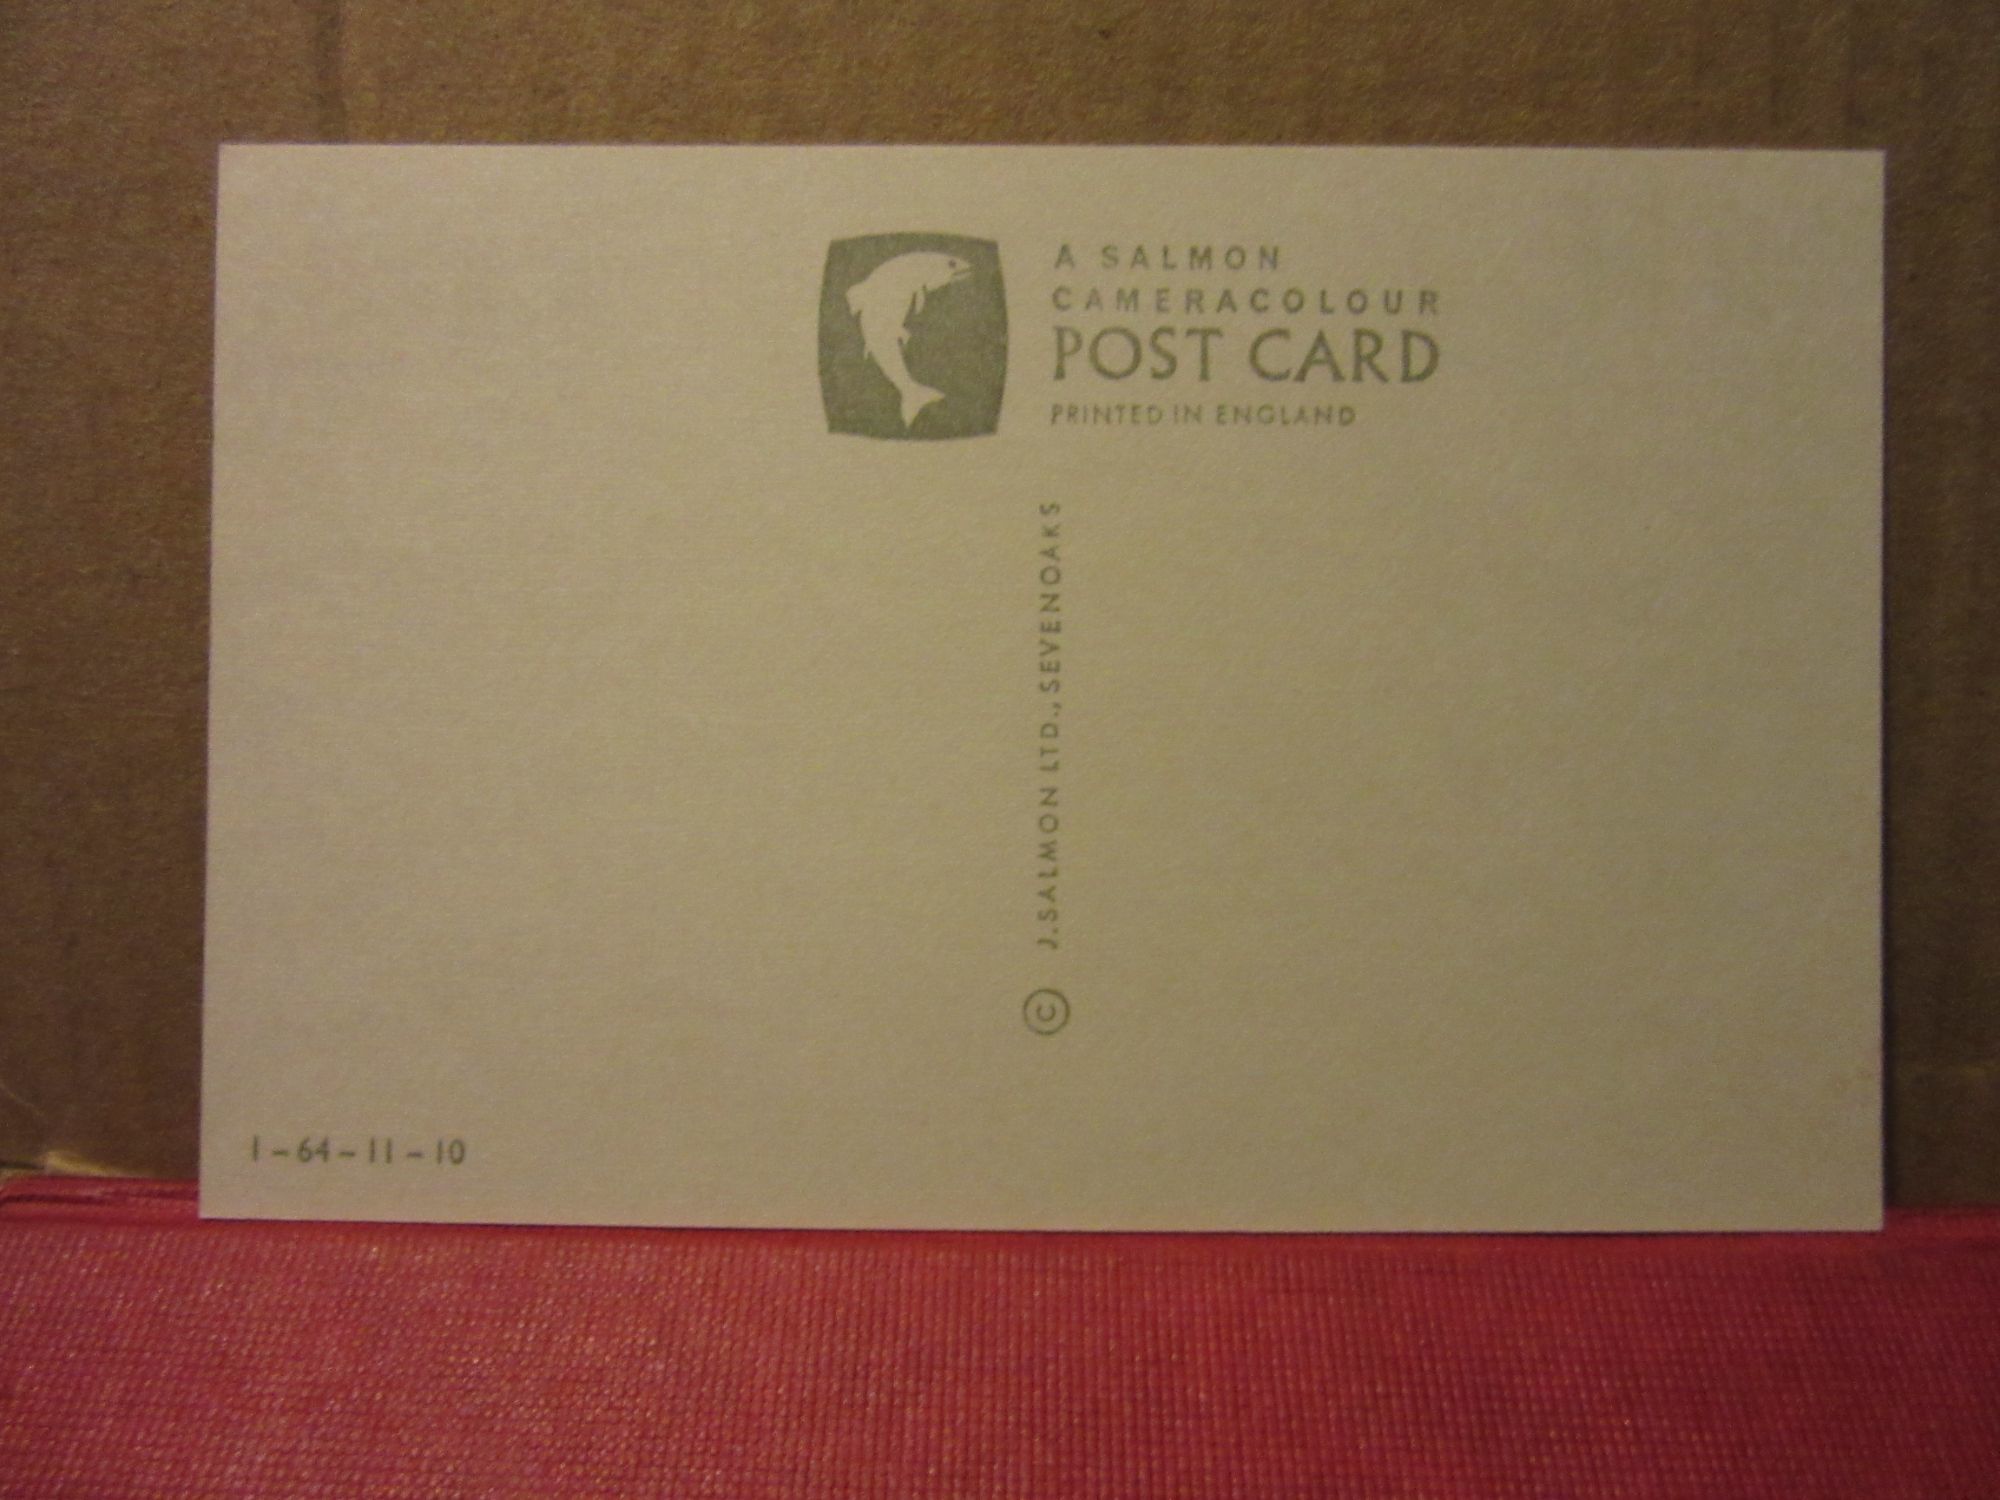 A SALMON
CAMERACOLOUR
POST CARD
PRINTED IN ENGLAND
© J. SALMON LTD., SEVENOAKS
1-64-11-10